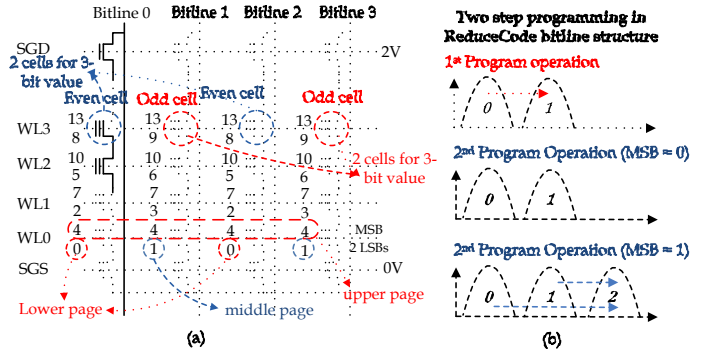 Bitline 0 Bitline 1 Bitline 2 Bitline 3
SGD 2V
2 cells for 3-
bit value
Even cell Odd cell Even cell Odd cell
13 13 13 13
WL3
8 9 8 9
10 10 10 10
WL2
5 6 5 6
2 cells for 3-
bit value
7 7 7 7
WL1
2 3 2 3
4 4 4 4 MSB
WL0
0 1 0 1 2 LSBs
SGS 0V
Lower page middle page upper page
(a)
Two step programming in
ReduceCode bitline structure
1st Program operation
0 1
2nd Program Operation (MSB = 0)
0 1
2nd Program Operation (MSB = 1)
0 1 2
(b)